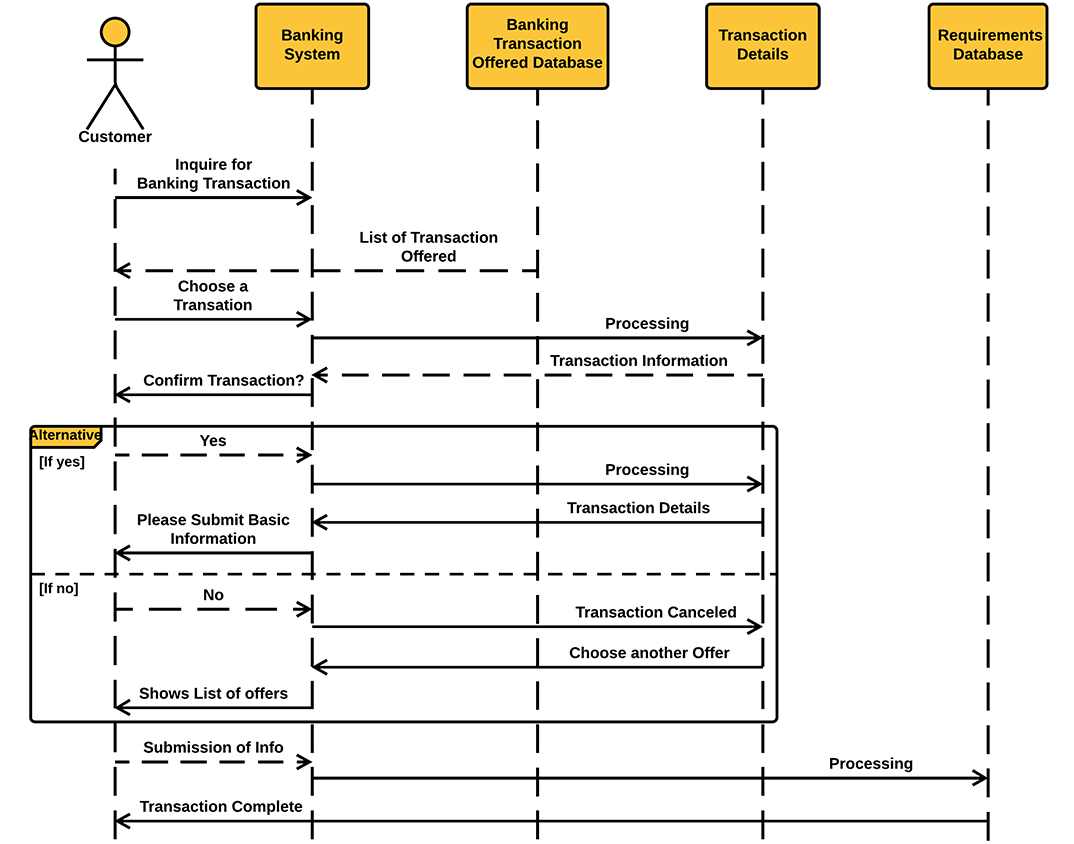 Customer
Banking
System
Banking
Transaction
Offered Database
Transaction
Details
Requirements
Database
Inquire for
Banking Transaction
List of Transaction
Offered
Choose a
Transation
Processing
Transaction Information
Confirm Transaction?
Alternative
[If yes]
Yes
Processing
Transaction Details
Please Submit Basic
Information
[If no]
No
Transaction Canceled
Choose another Offer
Shows List of offers
Submission of Info
Processing
Transaction Complete